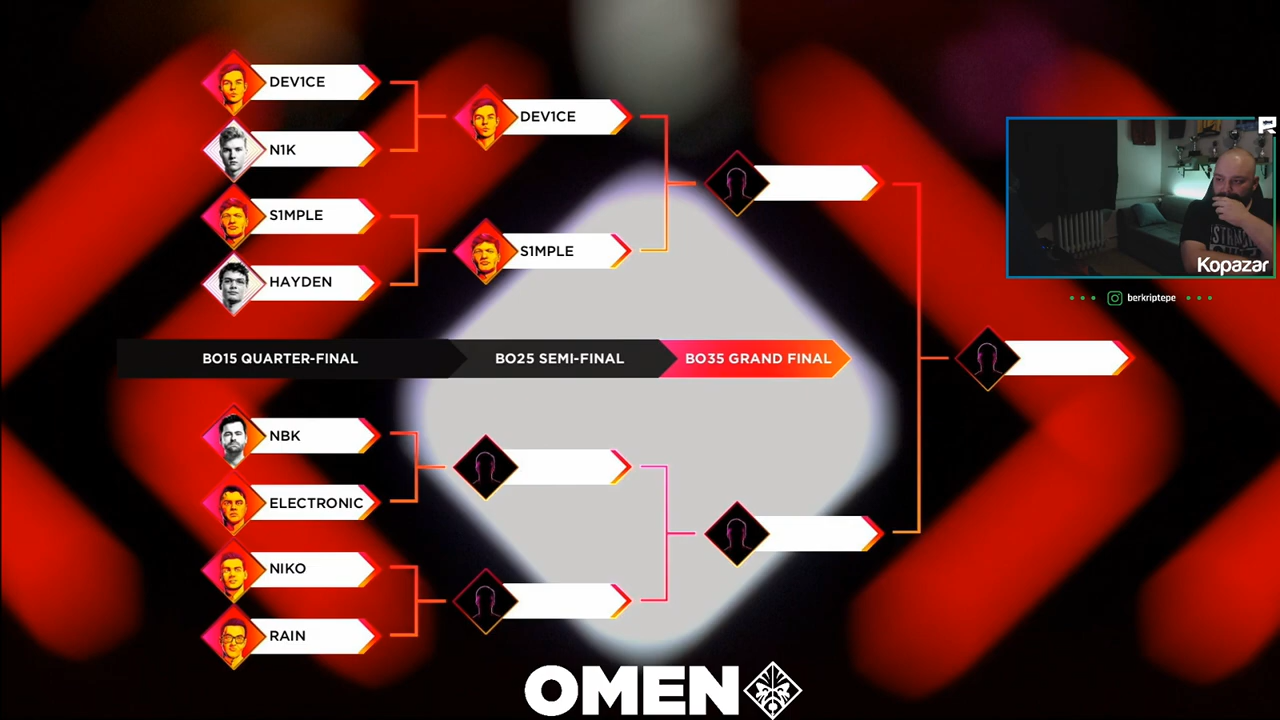 DEV1CE
N1K
S1MPLE
HAYDEN
DEV1CE
S1MPLE
BO15 QUARTER-FINAL
BO25 SEMI-FINAL
BO35 GRAND FINAL
NBK
ELECTRONIC
NIKO
RAIN
Kopazar
berkriptepe
OMEN